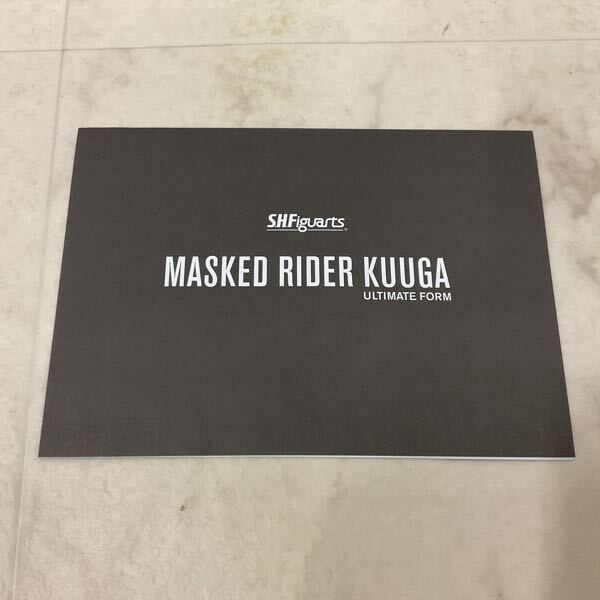 S.H.Figuarts®
MASKED RIDER KUUGA
ULTIMATE FORM